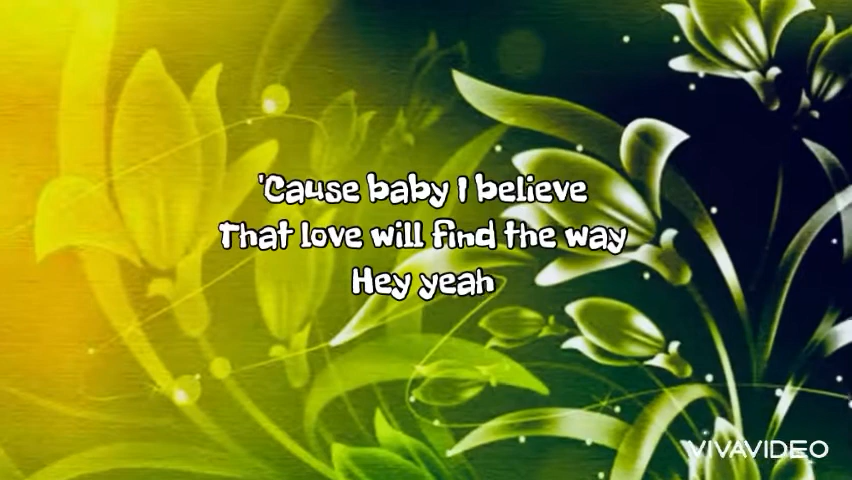 'Cause baby I believe
That love will find the way
Hey yeah
VIVAVIDEO